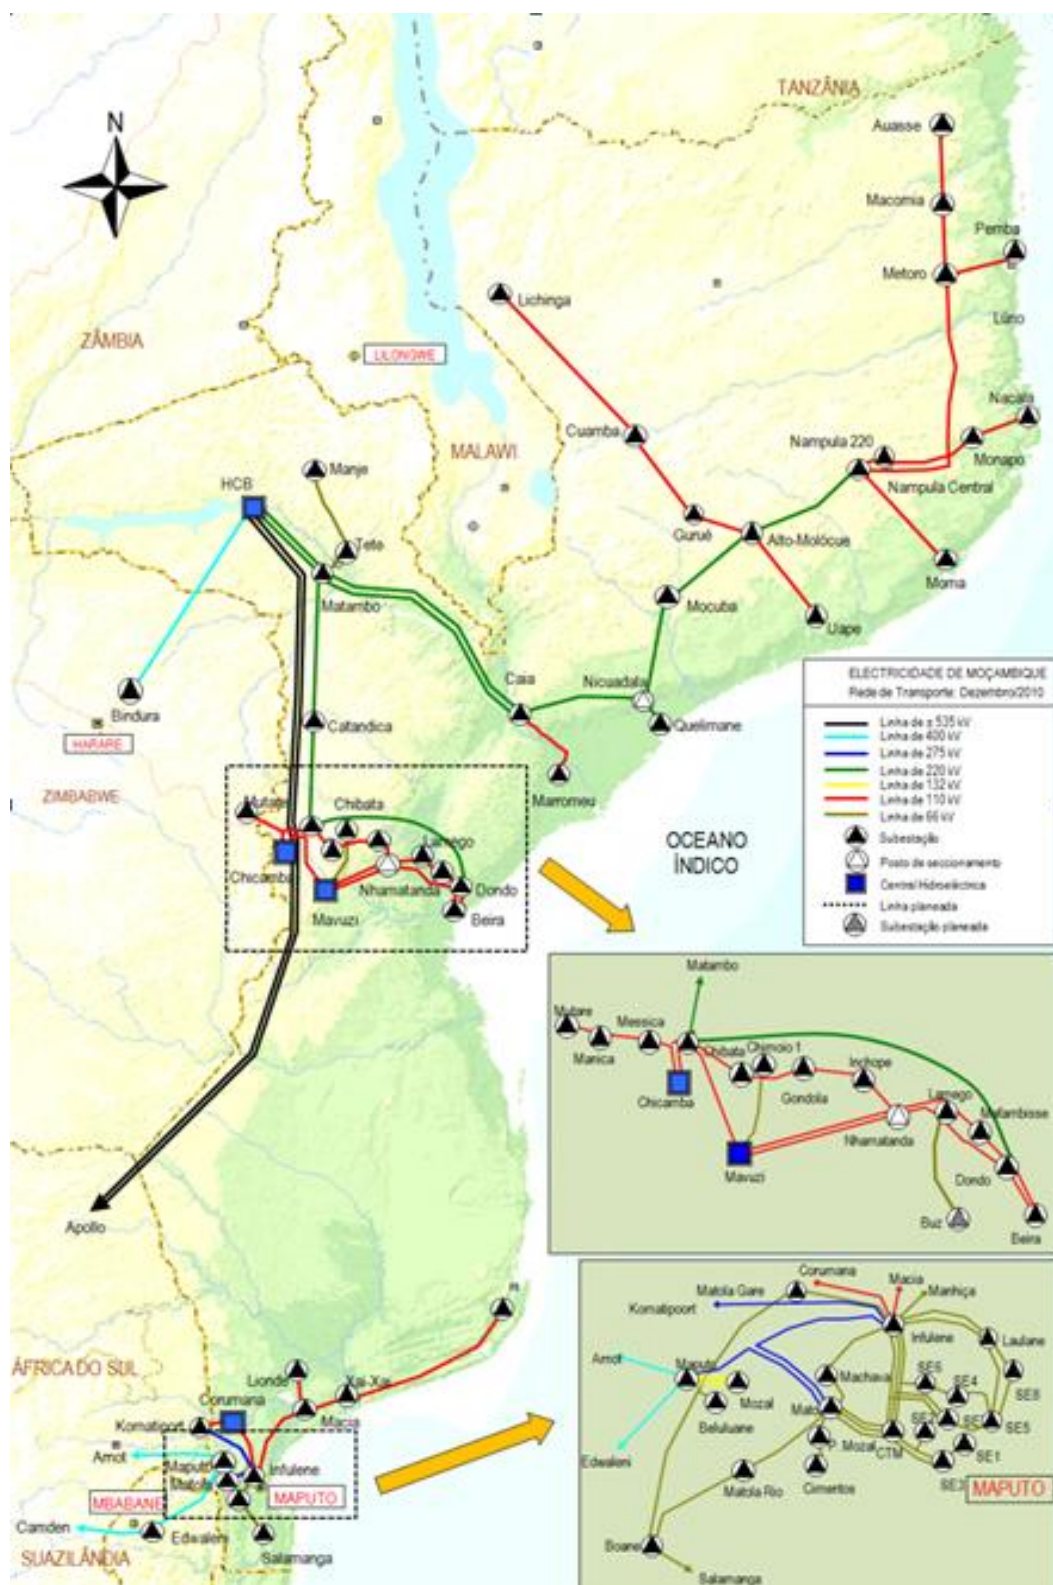 N
TANZÂNIA
Auasse
Macomia
Pemba
Metoro
Lichinga
Lúrio
ZÂMBIA
LILONGWE
Nacala
Cuamba
Nampula 220
Monapo
MALAWI
Manje
HCB
Nampula Central
Gurué
Alto-Molócue
Tete
Moma
Matambo
Mocuba
Uape
Caia
Nicuadala
Bindura
Quelimane
HARARE
Catandica
Marromeu
ZIMBABWE
Mutare
Chibata
Lamego
Chicamba
Nhamatanda
Dondo
Mavuzi
Beira
OCEANO
ÍNDICO
ELECTRICIDADE DE MOÇAMBIQUE
Rede de Transporte: Dezembro/2010
Linha de ± 535 kV
Linha de 400 kV
Linha de 275 kV
Linha de 220 kV
Linha de 132 kV
Linha de 110 kV
Linha de 66 kV
Subestação
Posto de seccionamento
Central Hidroeléctrica
Linha planeada
Subestação planeada
Matambo
Mutare
Messica
Manica
Chibata
Chimoio 1
Inchope
Chicamba
Gondola
Lamego
Mafambisse
Nhamatanda
Mavuzi
Dondo
Buz
Beira
Apollo
ÁFRICA DO SUL
Lionde
Xai-Xai
Corumana
Macia
Komatiport
Arnot
Maputo
Infulene
Matola
MBABANE
MAPUTO
Camden
Edwaleni
Salamanga
SUAZILÂNDIA
Corumana
Macia
Matola Gare
Manhiça
Komatipoort
Infulene
Laulane
Arnot
Maputo
Machava
SE6
SE4
SE8
Mozal
Beluluane
SE5
P. Mozal
CTM
SE1
Edwaleni
Matola Rio
Cimentos
SE3
MAPUTO
Boane
Salamanga